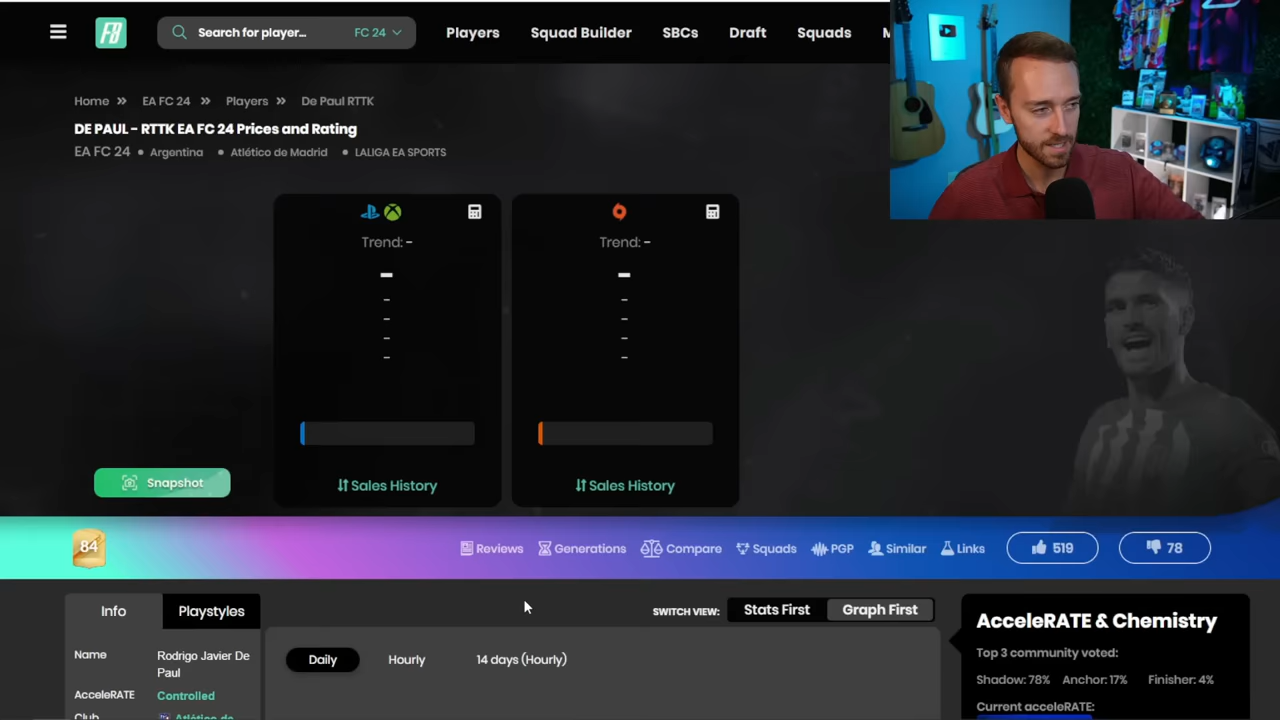 FB
Search for player...
FC 24
Players
Squad Builder
SBCs
Draft
Squads
M
Home » EA FC 24 » Players » De Paul RTTK
DE PAUL - RTTK EA FC 24 Prices and Rating
EA FC 24 • Argentina • Atlético de Madrid • LALIGA EA SPORTS
Trend: -
-
-
-
-
-
Sales History
Trend: -
-
-
-
-
-
Sales History
Snapshot
84
Reviews
Generations
Compare
Squads
PGP
Similar
Links
519
78
Info
Playstyles
SWITCH VIEW:
Stats First
Graph First
Name
Rodrigo Javier De
Paul
AcceleRATE
Controlled
Club
Atlético de
Daily
Hourly
14 days (Hourly)
AcceleRATE & Chemistry
Top 3 community voted:
Shadow: 78%
Anchor: 17%
Finisher: 4%
Current acceleRATE: